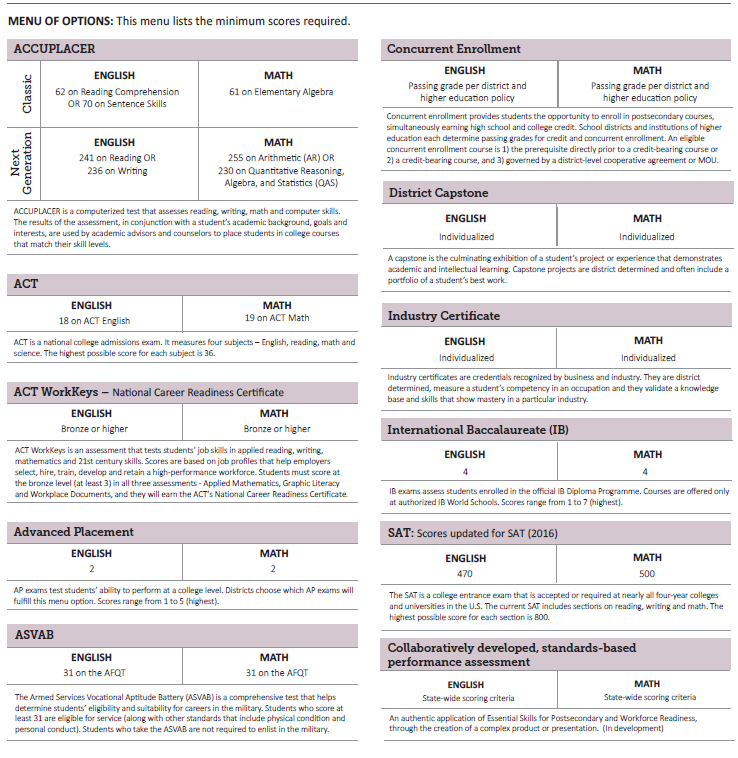 MENU OF OPTIONS: This menu lists the minimum scores required.
ACCUPLACER
Classic
ENGLISH
62 on Reading Comprehension
OR 70 on Sentence Skills
MATH
61 on Elementary Algebra
Next
Generation
ENGLISH
241 on Reading OR
236 on Writing
MATH
255 on Arithmetic (AR) OR
230 on Quantitative Reasoning,
Algebra, and Statistics (QAS)
ACCUPLACER is a computerized test that assesses reading, writing, math and computer skills.
The results of the assessment, in conjunction with a student's academic background, goals and
interests, are used by academic advisors and counselors to place students in college courses
that match their skill levels.
ACT
ENGLISH
18 on ACT English
MATH
19 on ACT Math
ACT is a national college admissions exam. It measures four subjects – English, reading, math and
science. The highest possible score for each subject is 36.
ACT WorkKeys – National Career Readiness Certificate
ENGLISH
Bronze or higher
MATH
Bronze or higher
ACT WorkKeys is an assessment that tests students' job skills in applied reading, writing,
mathematics and 21st century skills. Scores are based on job profiles that help employers
select, hire, train, develop and retain a high-performance workforce. Students must score at
the bronze level (at least 3) in all three assessments - Applied Mathematics, Graphic Literacy
and Workplace Documents, and they will earn the ACT's National Career Readiness Certificate.
Advanced Placement
ENGLISH
2
MATH
2
AP exams test students' ability to perform at a college level. Districts choose which AP exams will
fulfill this menu option. Scores range from 1 to 5 (highest).
ASVAB
ENGLISH
31 on the AFQT
MATH
31 on the AFQT
The Armed Services Vocational Aptitude Battery (ASVAB) is a comprehensive test that helps
determine students' eligibility and suitability for careers in the military. Students who score at
least 31 are eligible for service (along with other standards that include physical condition and
personal conduct). Students who take the ASVAB are not required to enlist in the military.
Concurrent Enrollment
ENGLISH
Passing grade per district and
higher education policy
MATH
Passing grade per district and
higher education policy
Concurrent enrollment provides students the opportunity to enroll in postsecondary courses,
simultaneously earning high school and college credit. School districts and institutions of higher
education each determine passing grades for credit and concurrent enrollment. An eligible
concurrent enrollment course is 1) the prerequisite directly prior to a credit-bearing course or
2) a credit-bearing course, and 3) governed by a district-level cooperative agreement or MOU.
District Capstone
ENGLISH
Individualized
MATH
Individualized
A capstone is the culminating exhibition of a student's project or experience that demonstrates
academic and intellectual learning. Capstone projects are district determined and often include a
portfolio of a student's best work.
Industry Certificate
ENGLISH
Individualized
MATH
Individualized
Industry certificates are credentials recognized by business and industry. They are district
determined, measure a student's competency in an occupation and they validate a knowledge
base and skills that show mastery in a particular industry.
International Baccalaureate (IB)
ENGLISH
4
MATH
4
IB exams assess students enrolled in the official IB Diploma Programme. Courses are offered only
at authorized IB World Schools. Scores range from 1 to 7 (highest).
SAT: Scores updated for SAT (2016)
ENGLISH
470
MATH
500
The SAT is a college entrance exam that is accepted or required at nearly all four-year colleges
and universities in the U.S. The current SAT includes sections on reading, writing and math. The
highest possible score for each section is 800.
Collaboratively developed, standards-based
performance assessment
ENGLISH
State-wide scoring criteria
MATH
State-wide scoring criteria
An authentic application of Essential Skills for Postsecondary and Workforce Readiness,
through the creation of a complex product or presentation. (In development)